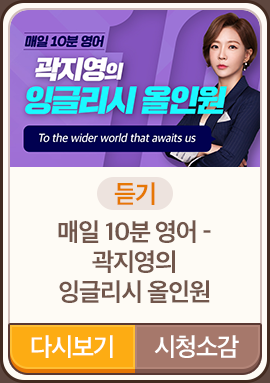 매일 10분 영어
곽지영의
잉글리시 올인원
To the wider world that awaits us
듣기
매일 10분 영어 -
곽지영의
잉글리시 올인원
다시보기
시청소감